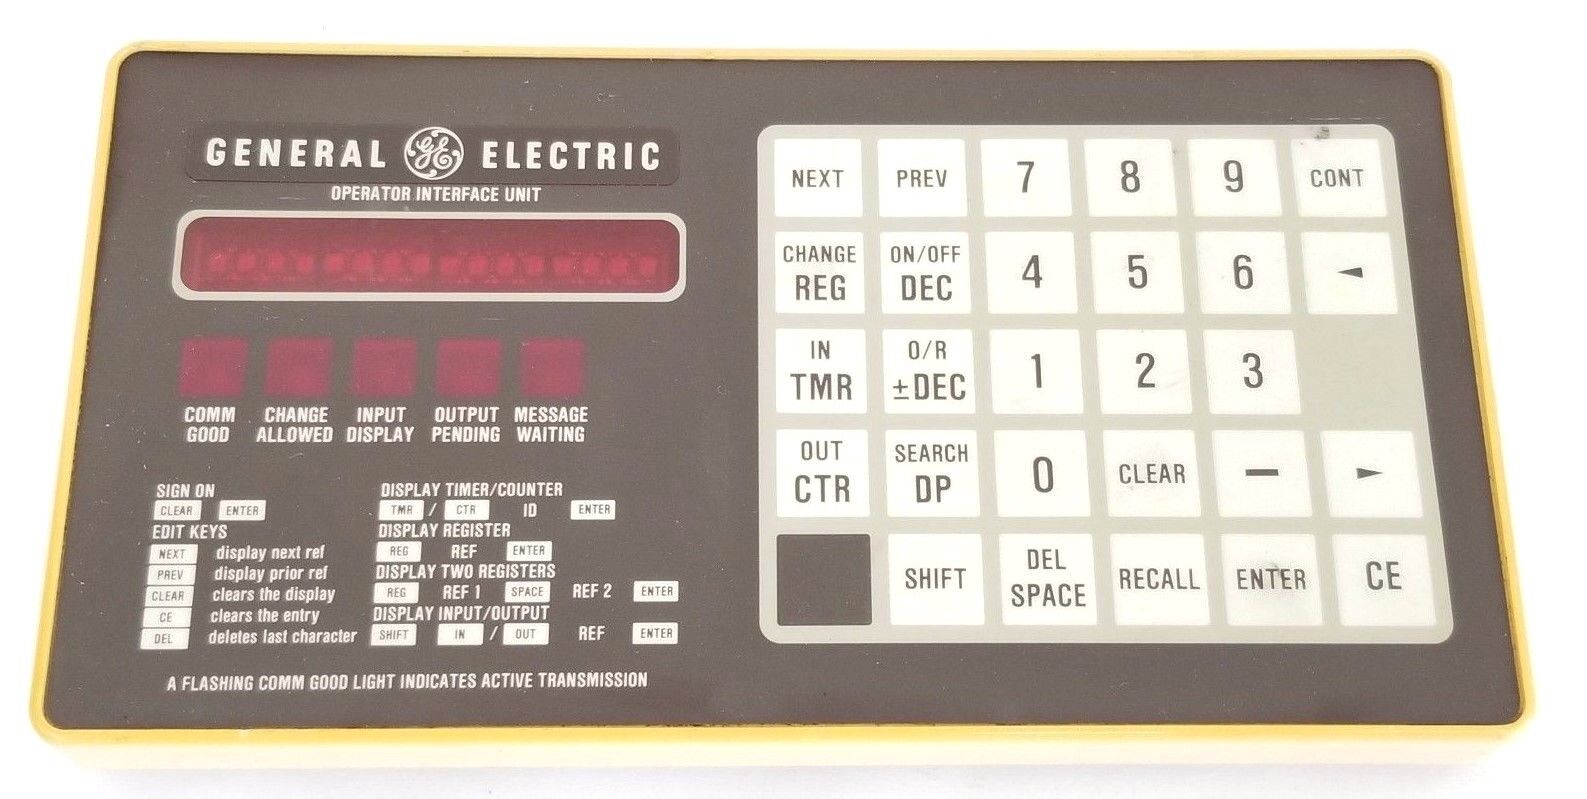 GENERAL GE ELECTRIC
OPERATOR INTERFACE UNIT
COMM GOOD
CHANGE ALLOWED
INPUT DISPLAY
OUTPUT PENDING
MESSAGE WAITING
SIGN ON
CLEAR ENTER
EDIT KEYS
NEXT display next ref
PREV display prior ref
CLEAR clears the display
CE clears the entry
DEL deletes last character
DISPLAY TIMER/COUNTER
TMR / CTR ID ENTER
DISPLAY REGISTER
REG REF ENTER
DISPLAY TWO REGISTERS
REG REF 1 SPACE REF 2 ENTER
DISPLAY INPUT/OUTPUT
SHIFT IN / OUT REF ENTER
A FLASHING COMM GOOD LIGHT INDICATES ACTIVE TRANSMISSION
NEXT PREV 7 8 9 CONT
CHANGE REG ON/OFF DEC 4 5 6 ◄
IN TMR O/R ±DEC 1 2 3
OUT CTR SEARCH DP 0 CLEAR — ►
SHIFT DEL SPACE RECALL ENTER CE